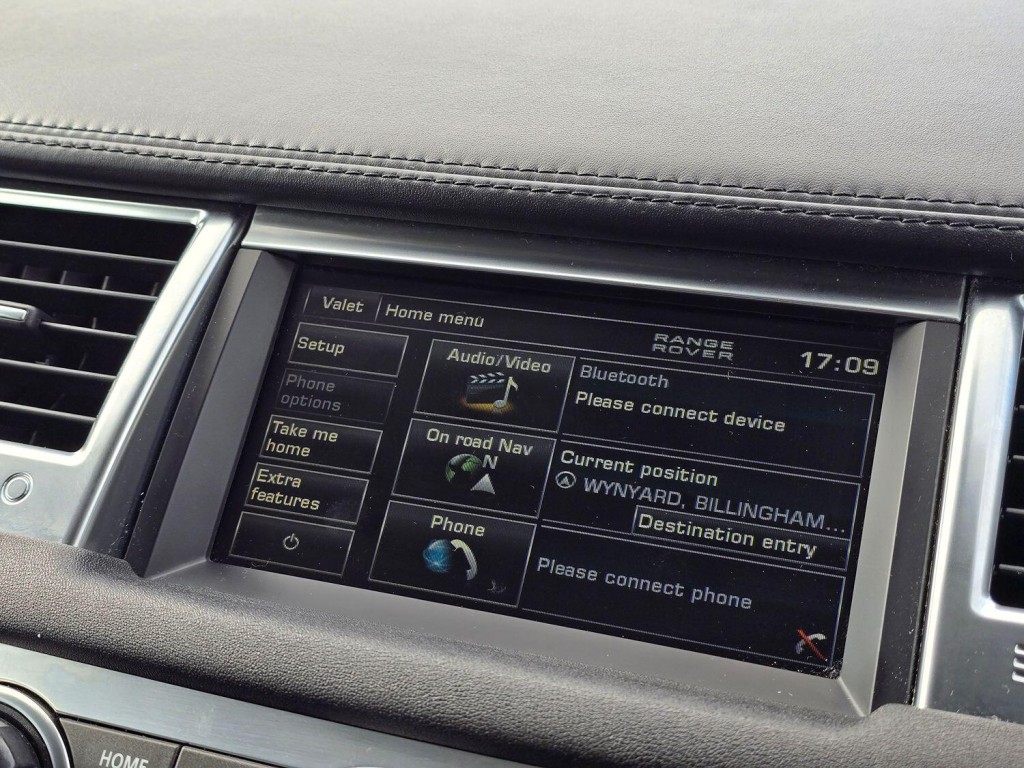 Valet
Home menu
RANGE
ROVER
17:09
Setup
Phone
options
Take me
home
Extra
features
Audio/Video
On road Nav
N
Phone
Bluetooth
Please connect device
Current position
WYNYARD, BILLINGHAM...
Destination entry
Please connect phone
HOME